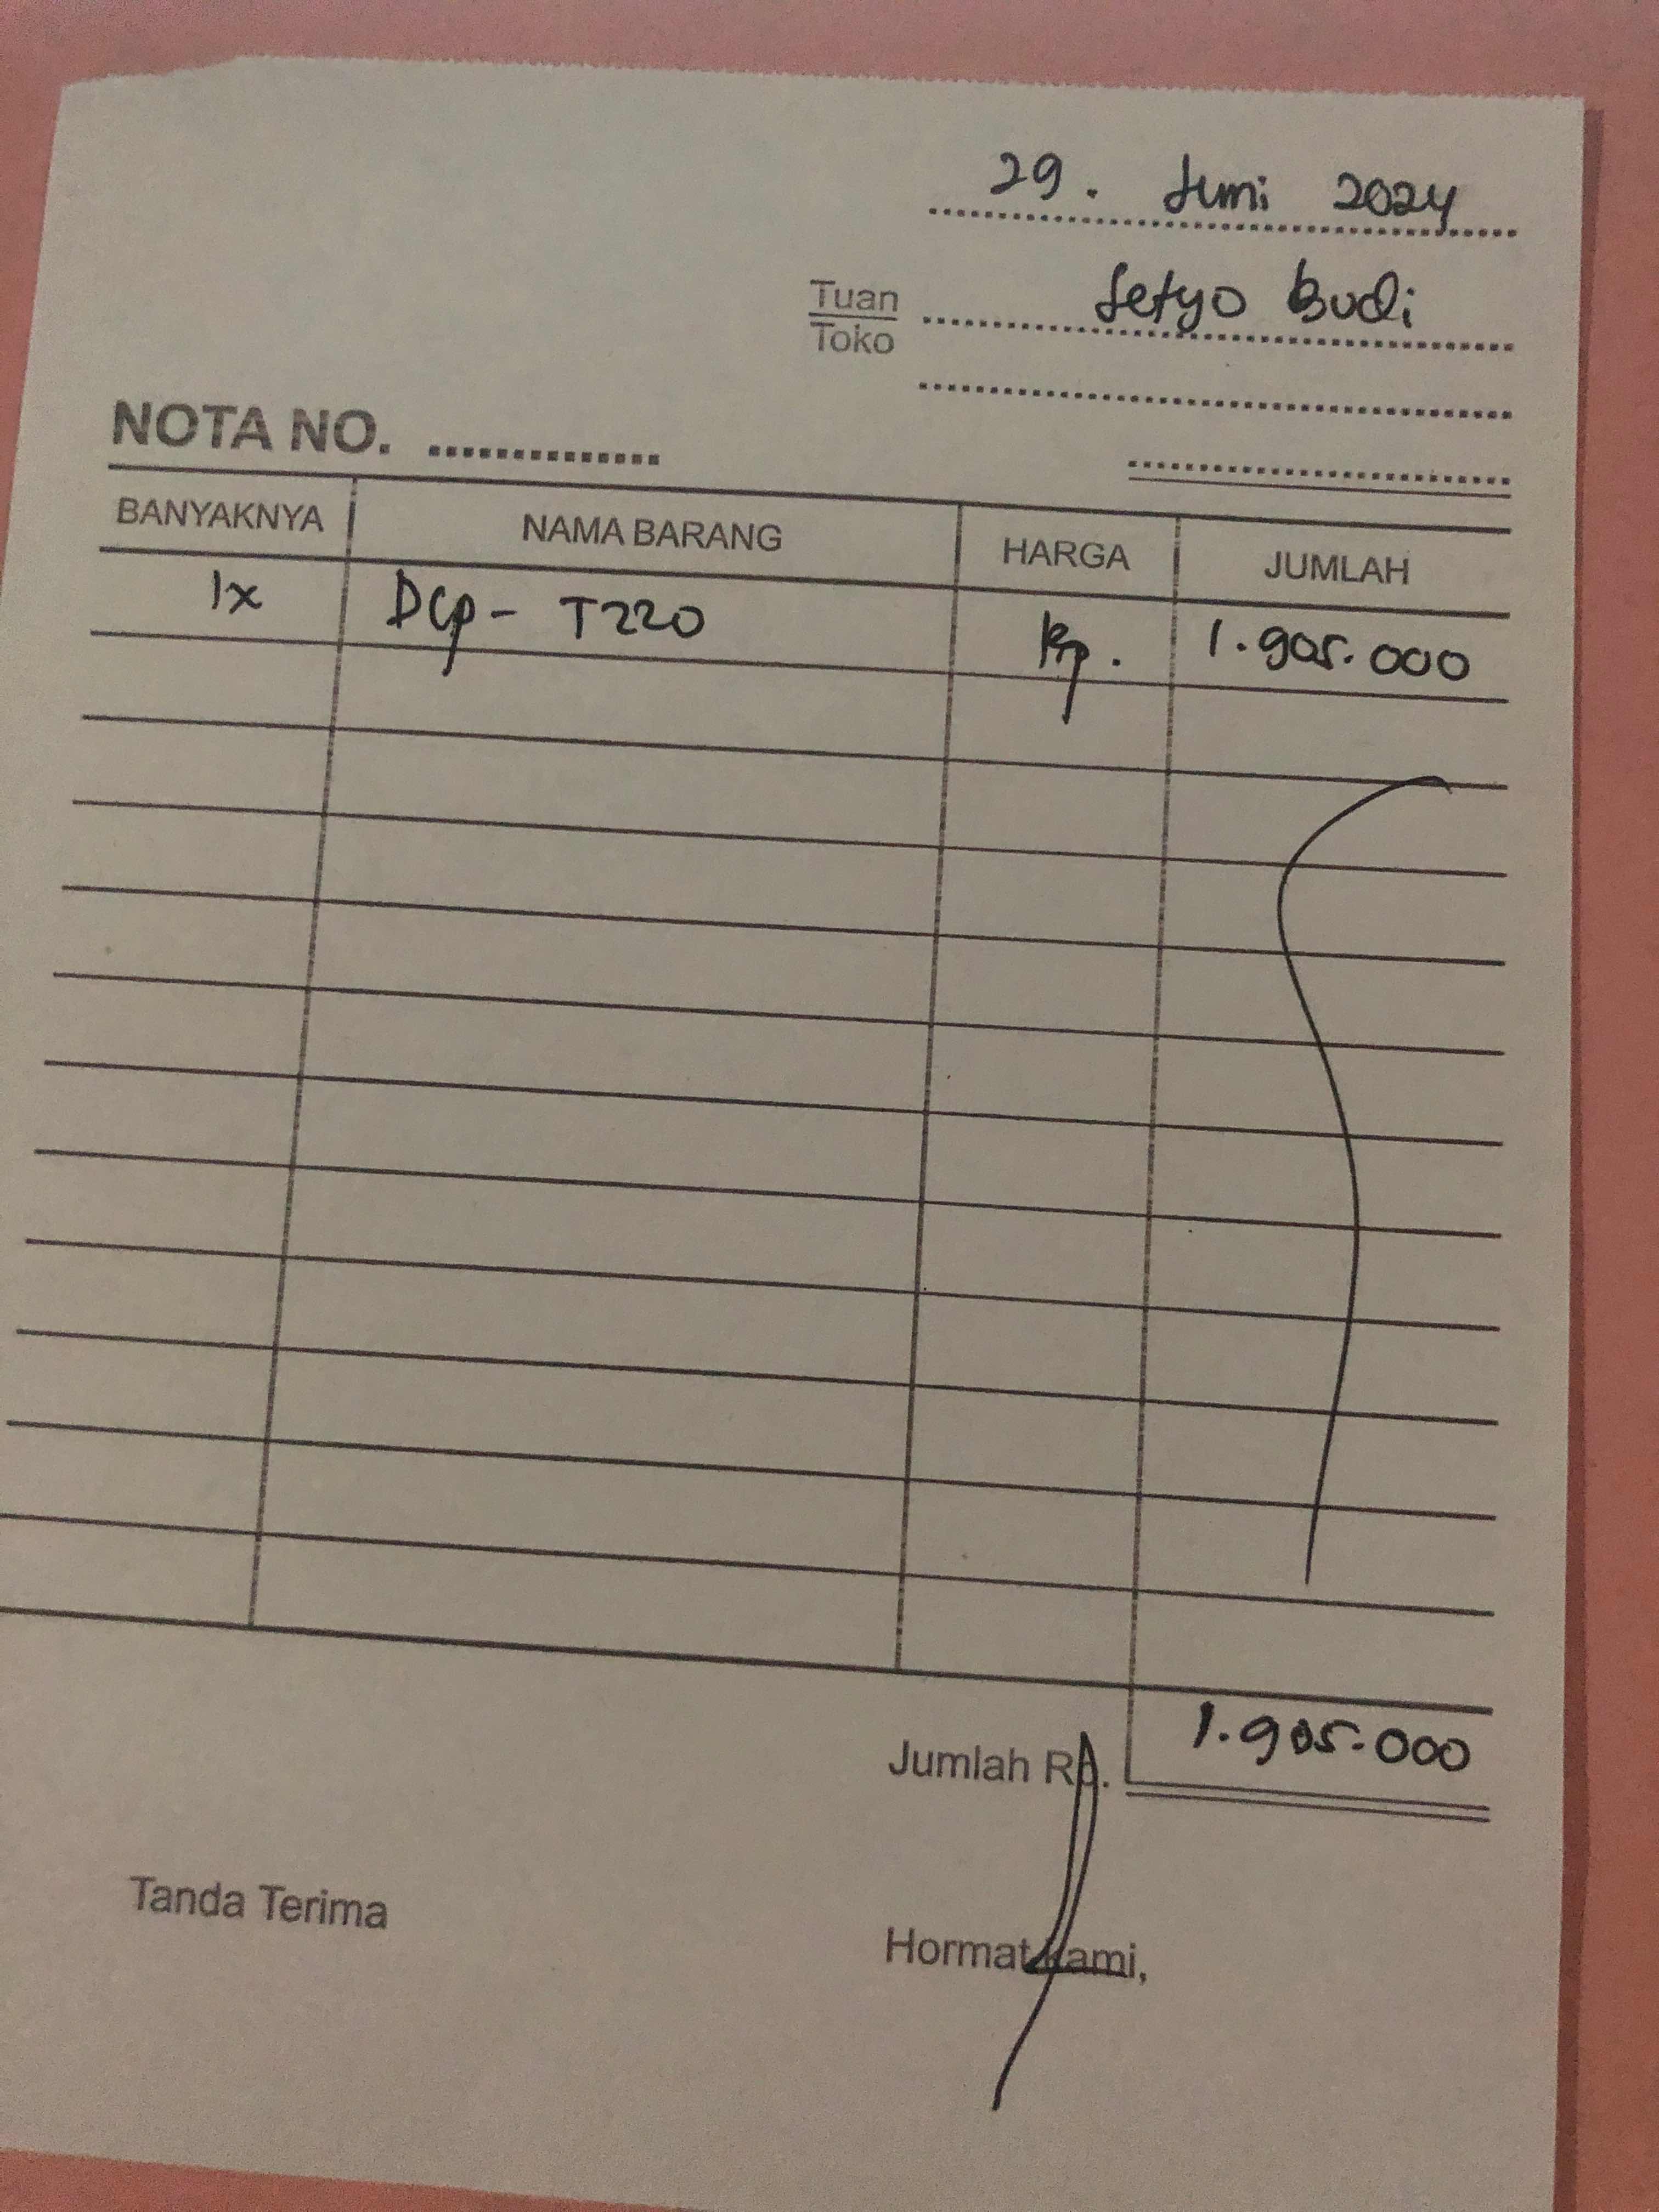 29. Juni 2024
Tuan
Toko
Setyo Budi
NOTA NO.
BANYAKNYA NAMA BARANG HARGA JUMLAH
1x DCp - T220 Rp. 1.905.000
Jumlah Rp. 1.905.000
Tanda Terima
Hormat Kami,